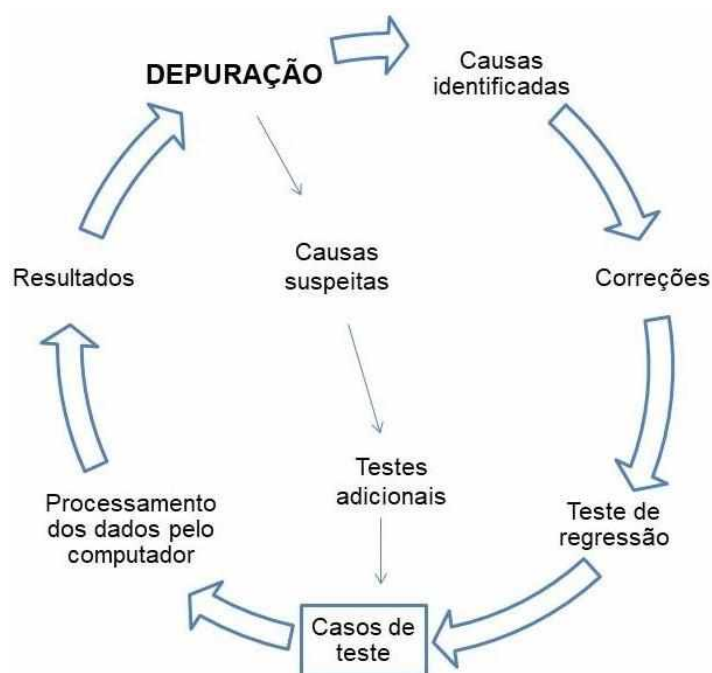 DEPURAÇÃO
Causas
identificadas
Causas
suspeitas
Resultados
Correções
Testes
adicionais
Processamento
dos dados pelo
computador
Teste de
regressão
Casos de
teste